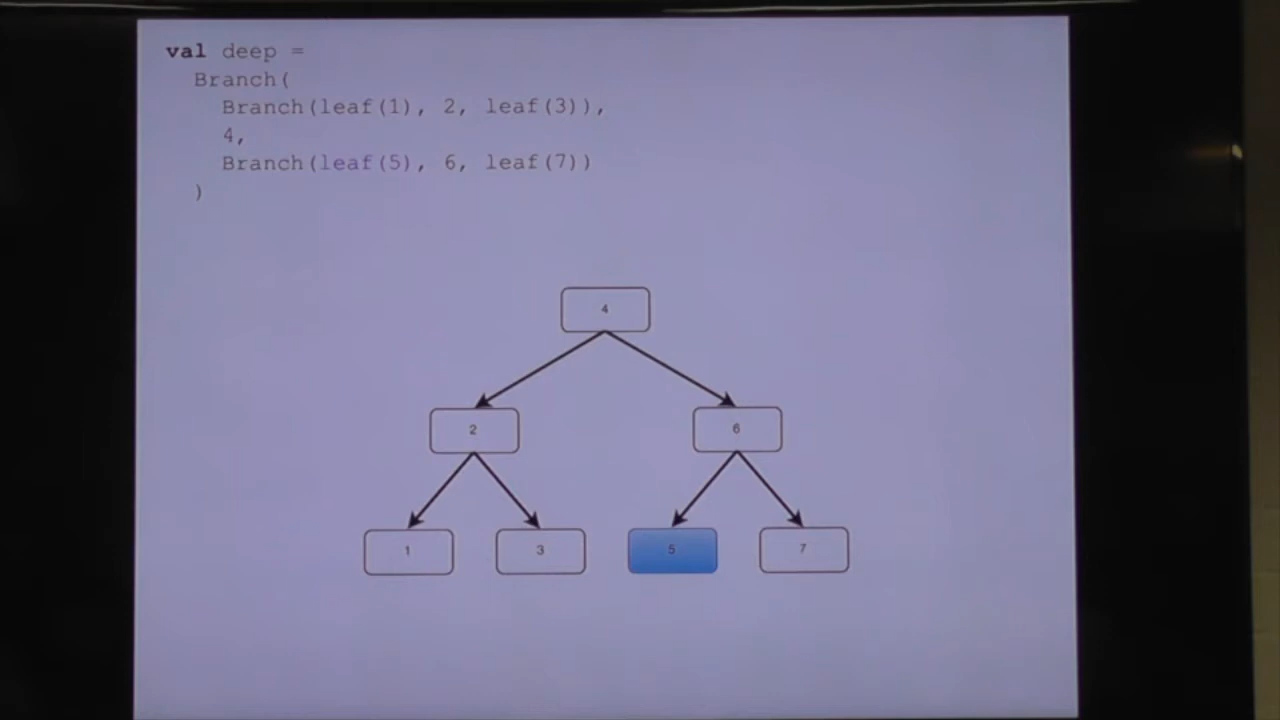 val deep =
Branch(
Branch(leaf(1), 2, leaf(3)),
4,
Branch(leaf(5), 6, leaf(7))
)
4
2 6
1 3 5 7